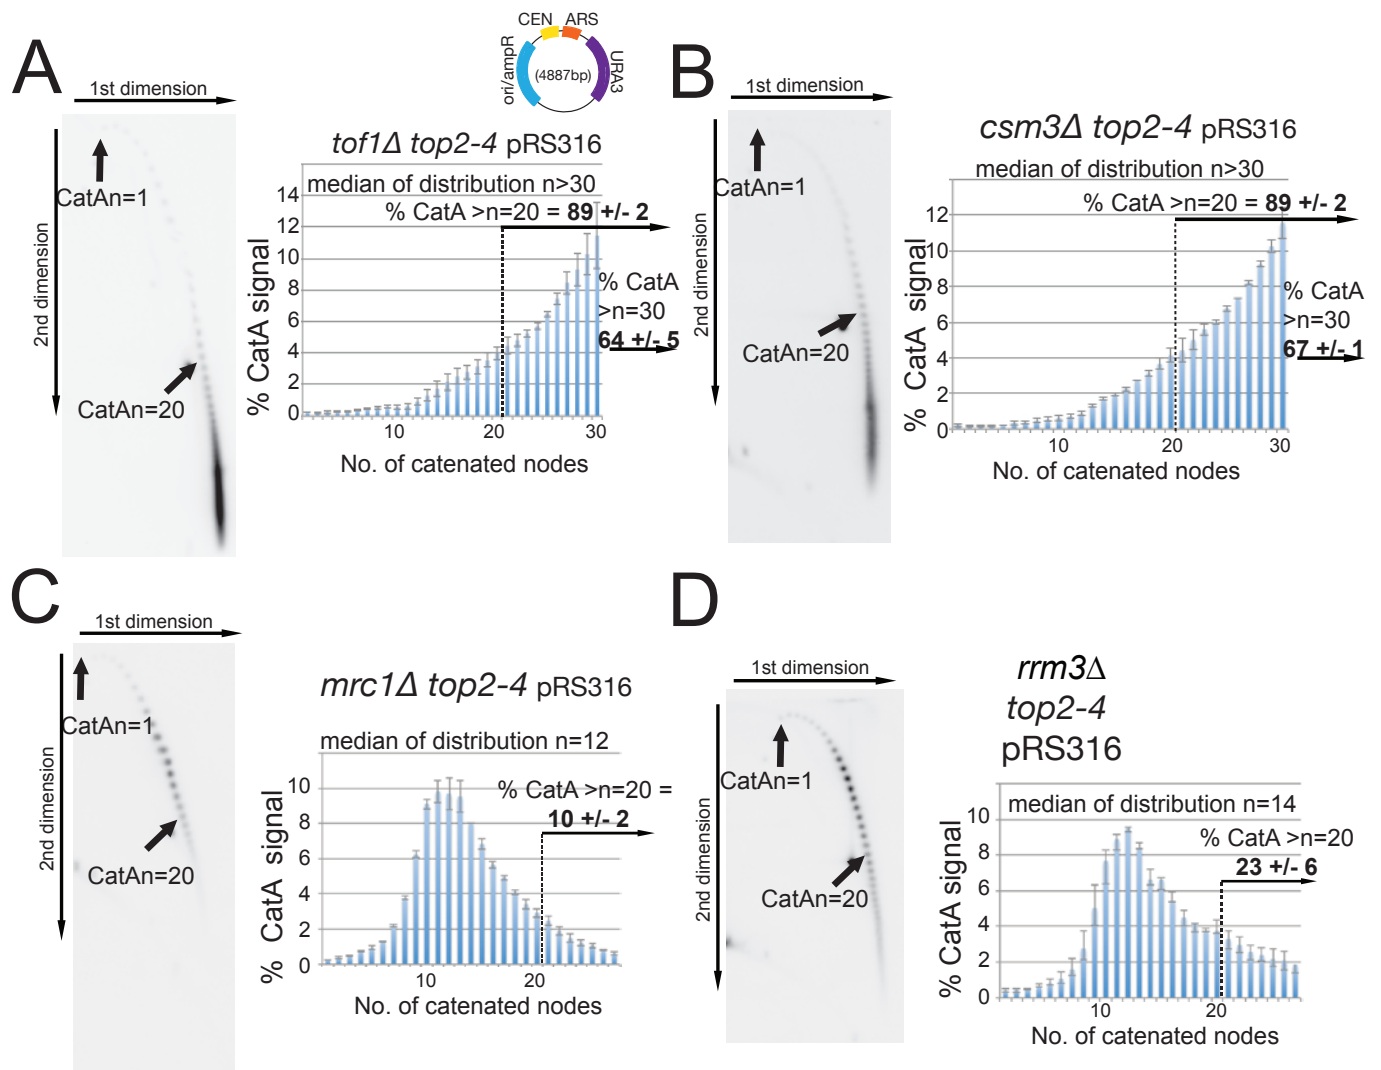 A
1st dimension
2nd dimension
CatAn=1
CatAn=20
CEN ARS
ori/ampR
(4887bp)
URA3
tof1Δ top2-4 pRS316
median of distribution n>30
% CatA >n=20 = 89 +/- 2
% CatA
>n=30
64 +/- 5
% CatA signal
14
12
10
8
6
4
2
0
10 20 30
No. of catenated nodes
B
1st dimension
2nd dimension
CatAn=1
CatAn=20
csm3Δ top2-4 pRS316
median of distribution n>30
% CatA >n=20 = 89 +/- 2
% CatA
>n=30
67 +/- 1
% CatA signal
12
10
8
6
4
2
0
10 20 30
No. of catenated nodes
C
1st dimension
2nd dimension
CatAn=1
CatAn=20
mrc1Δ top2-4 pRS316
median of distribution n=12
% CatA >n=20 =
10 +/- 2
% CatA signal
10
8
6
4
2
0
10 20
No. of catenated nodes
D
1st dimension
2nd dimension
CatAn=1
CatAn=20
rrm3Δ
top2-4
pRS316
median of distribution n=14
% CatA >n=20
23 +/- 6
% CatA signal
10
8
6
4
2
0
10 20
No. of catenated nodes